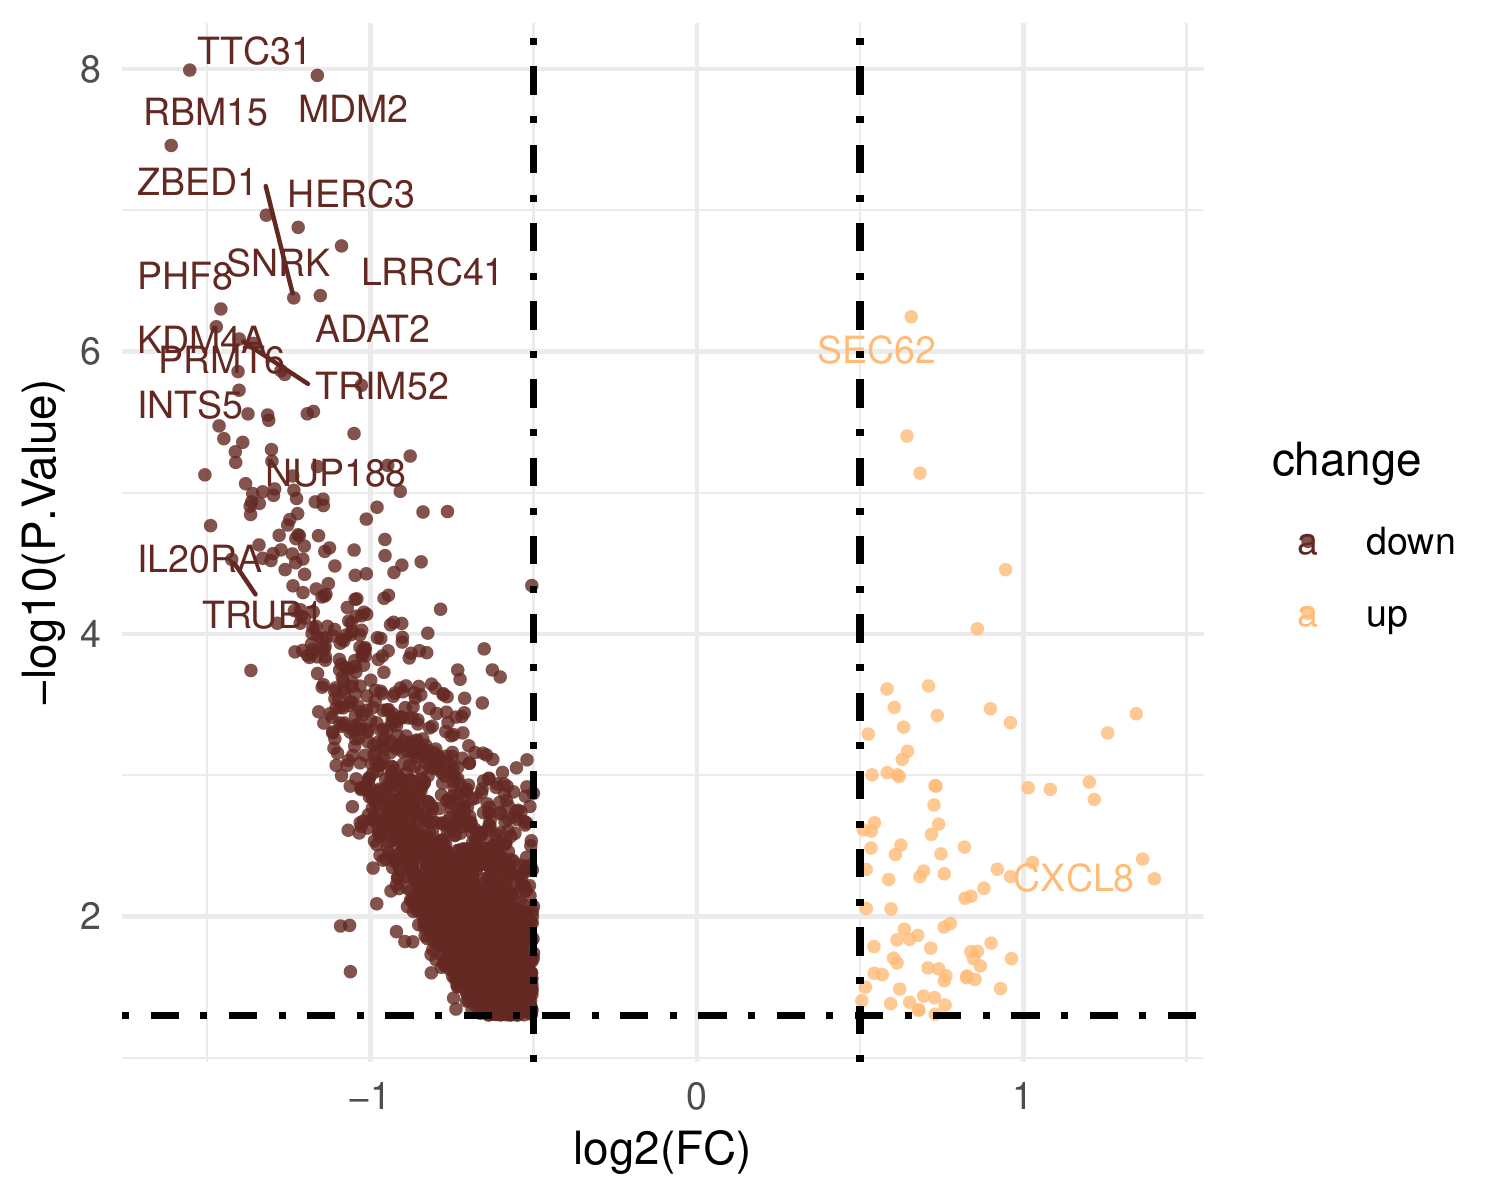 TTC31
MDM2
RBM15
ZBED1
HERC3
SNRK
LRRC41
PHF8
KDM4A
ADAT2
PRMT6
TRIM52
INTS5
NUP188
IL20RA
TRUB1
SEC62
CXCL8
8
6
4
2
−log10(P.Value)
−1
0
1
log2(FC)
change
a down
a up